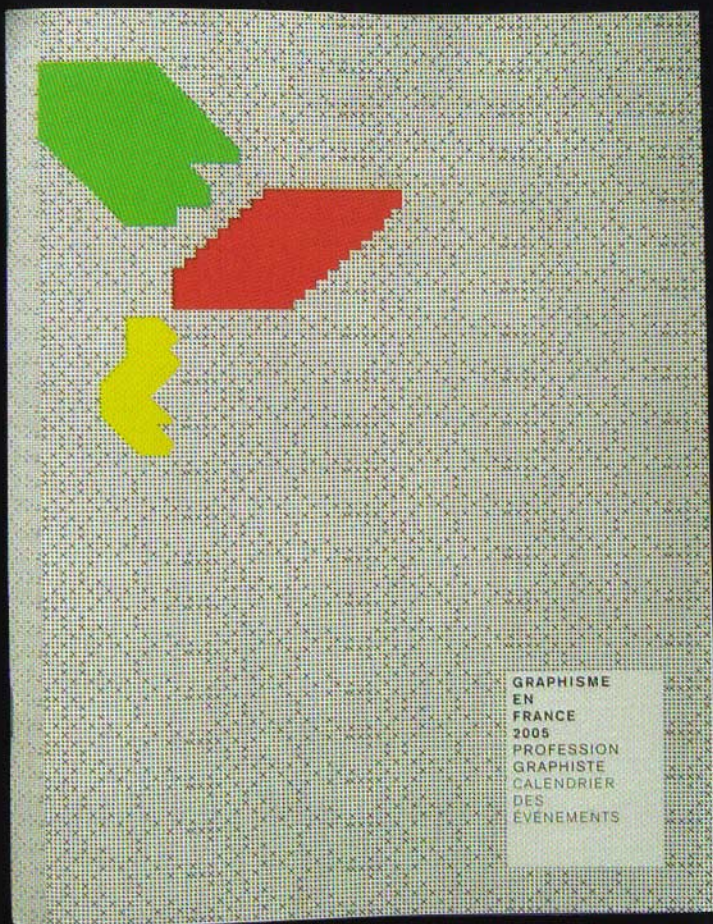 GRAPHISME
EN
FRANCE
2005
PROFESSION
GRAPHISTE
CALENDRIER
DES
ÉVÉNEMENTS